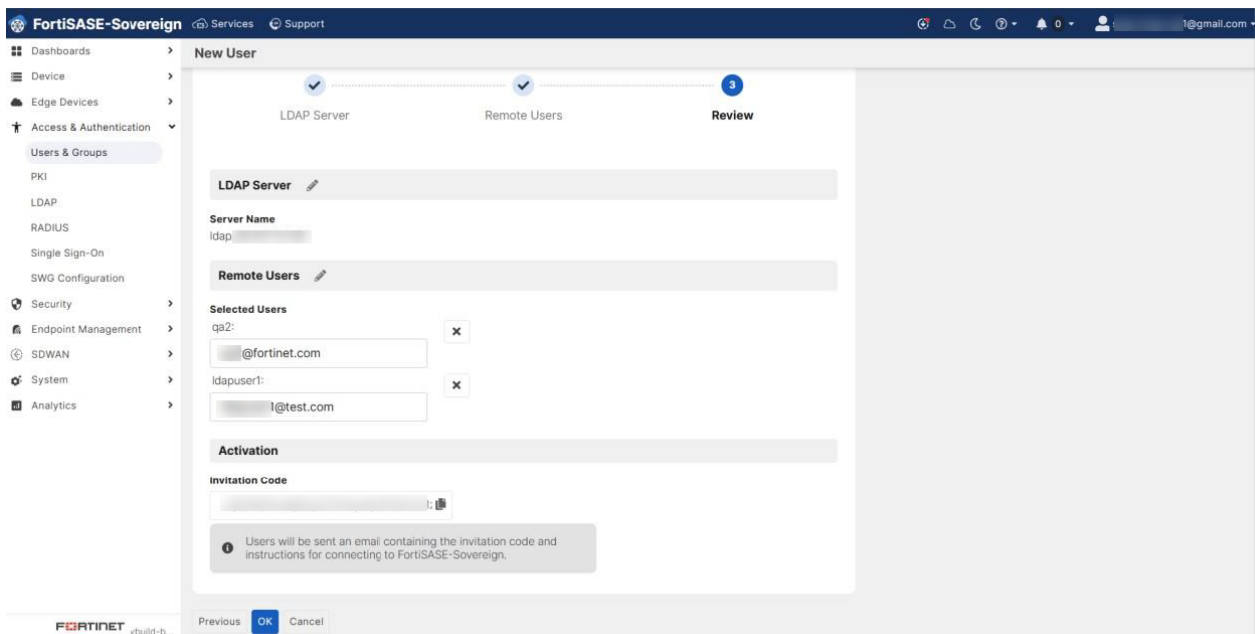 FortiSASE-Sovereign Services Support 0 1@gmail.com
Dashboards
Device
Edge Devices
Access & Authentication
Users & Groups
PKI
LDAP
RADIUS
Single Sign-On
SWG Configuration
Security
Endpoint Management
SDWAN
System
Analytics
FORTINET
New User
3
LDAP Server Remote Users Review
LDAP Server
Server Name
ldap
Remote Users
Selected Users
qa2:
@fortinet.com
ldapuser1:
1@test.com
Activation
Invitation Code
Users will be sent an email containing the invitation code and
instructions for connecting to FortiSASE-Sovereign.
Previous OK Cancel